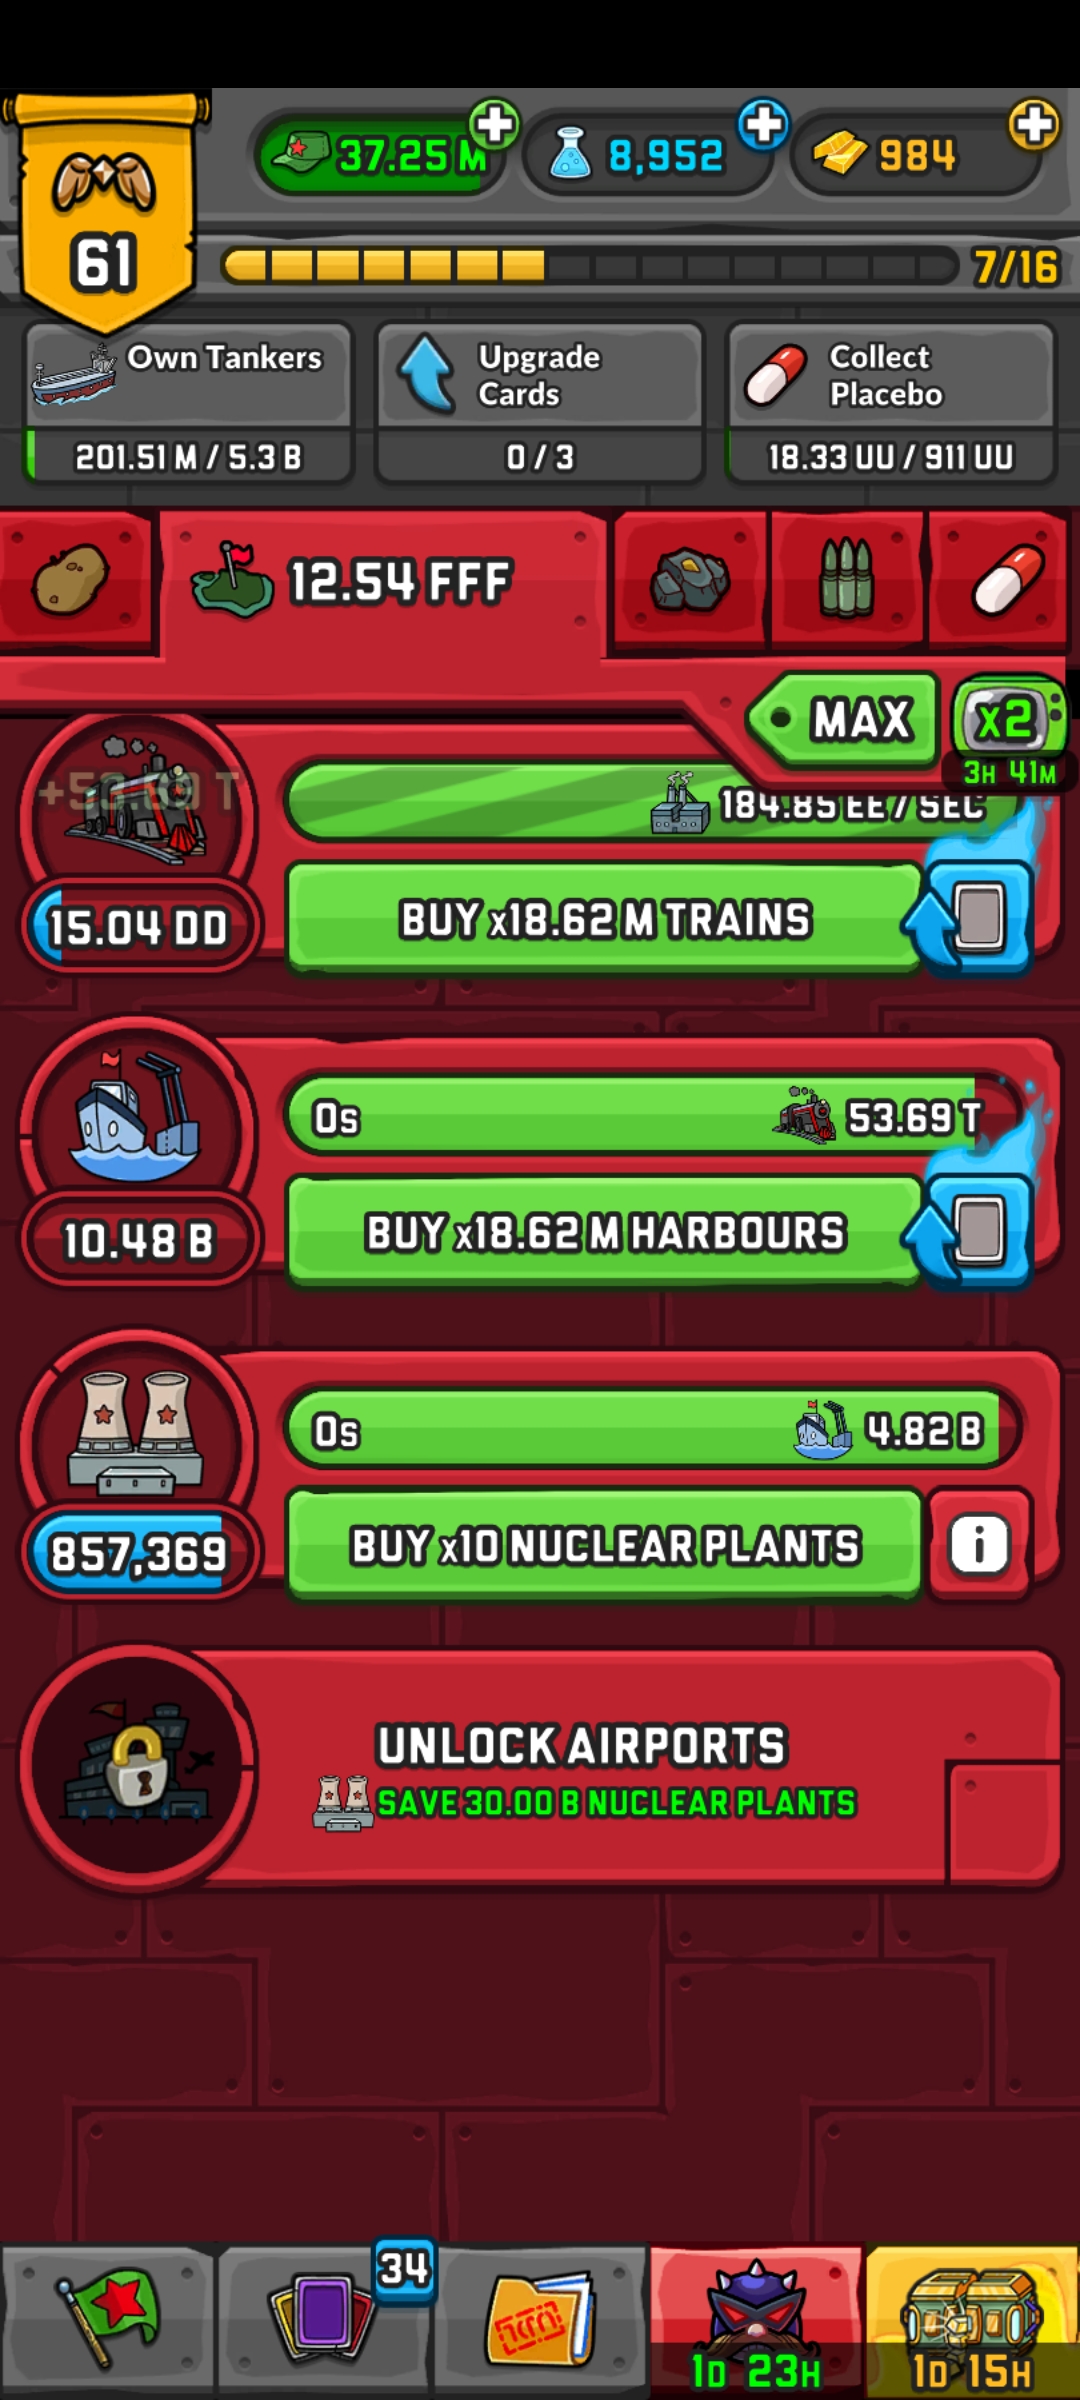 61
37.25 M
8,952
984
7/16
Own Tankers
201.51 M / 5.3 B
Upgrade
Cards
0 / 3
Collect
Placebo
18.33 UU / 911 UU
12.54 FFF
MAX
x2
3H 41M
+53.69 T
184.85 EE / SEC
15.04 DD
BUY x18.62 M TRAINS
0s
53.69 T
10.48 B
BUY x18.62 M HARBOURS
0s
4.82 B
857,369
BUY x10 NUCLEAR PLANTS
i
UNLOCK AIRPORTS
SAVE 30.00 B NUCLEAR PLANTS
34
1D 23H
1D 15H